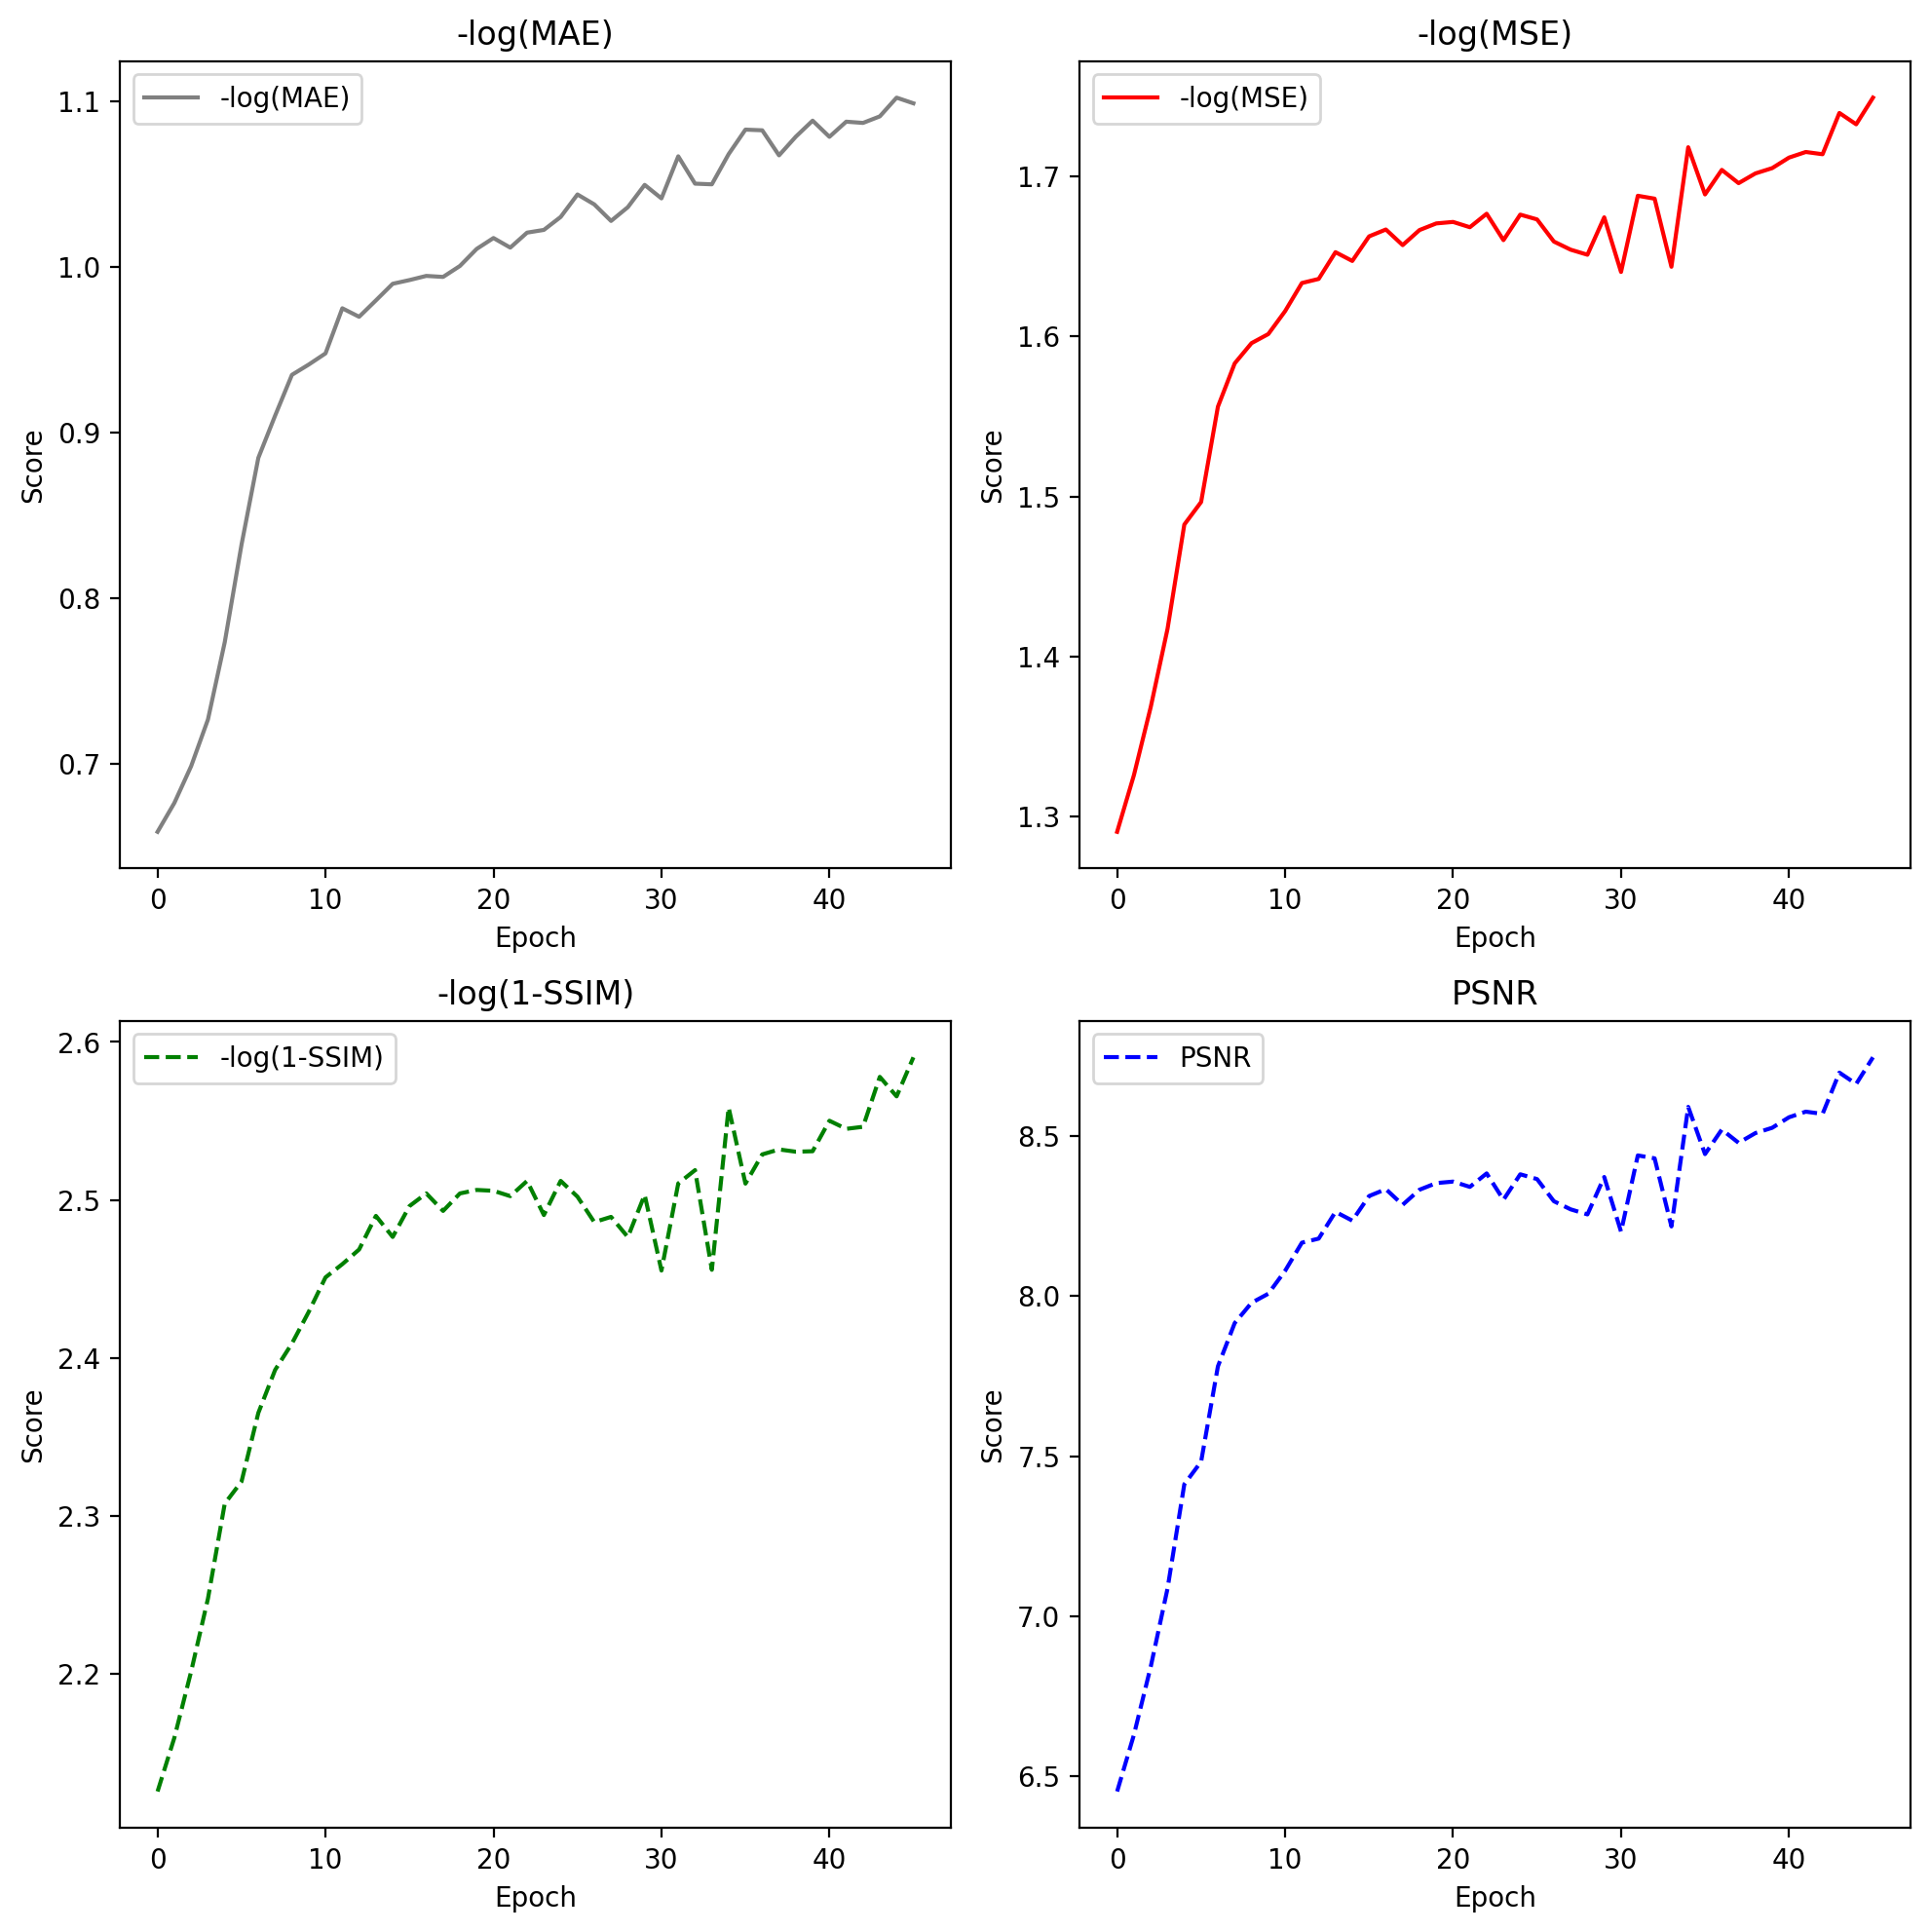 -log(MAE)
-log(MAE)
1.1
1.0
0.9
0.8
0.7
Score
0 10 20 30 40
Epoch
-log(MSE)
-log(MSE)
1.7
1.6
1.5
1.4
1.3
Score
0 10 20 30 40
Epoch
-log(1-SSIM)
-log(1-SSIM)
2.6
2.5
2.4
2.3
2.2
Score
0 10 20 30 40
Epoch
PSNR
PSNR
8.5
8.0
7.5
7.0
6.5
Score
0 10 20 30 40
Epoch